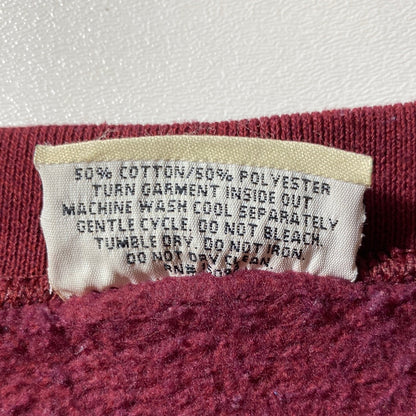 50% COTTON/50% POLYESTER
TURN GARMENT INSIDE OUT
MACHINE WASH COOL SEPARATELY
GENTLE CYCLE. DO NOT BLEACH.
TUMBLE DRY. DO NOT IRON.
DO NOT DRY CLEAN